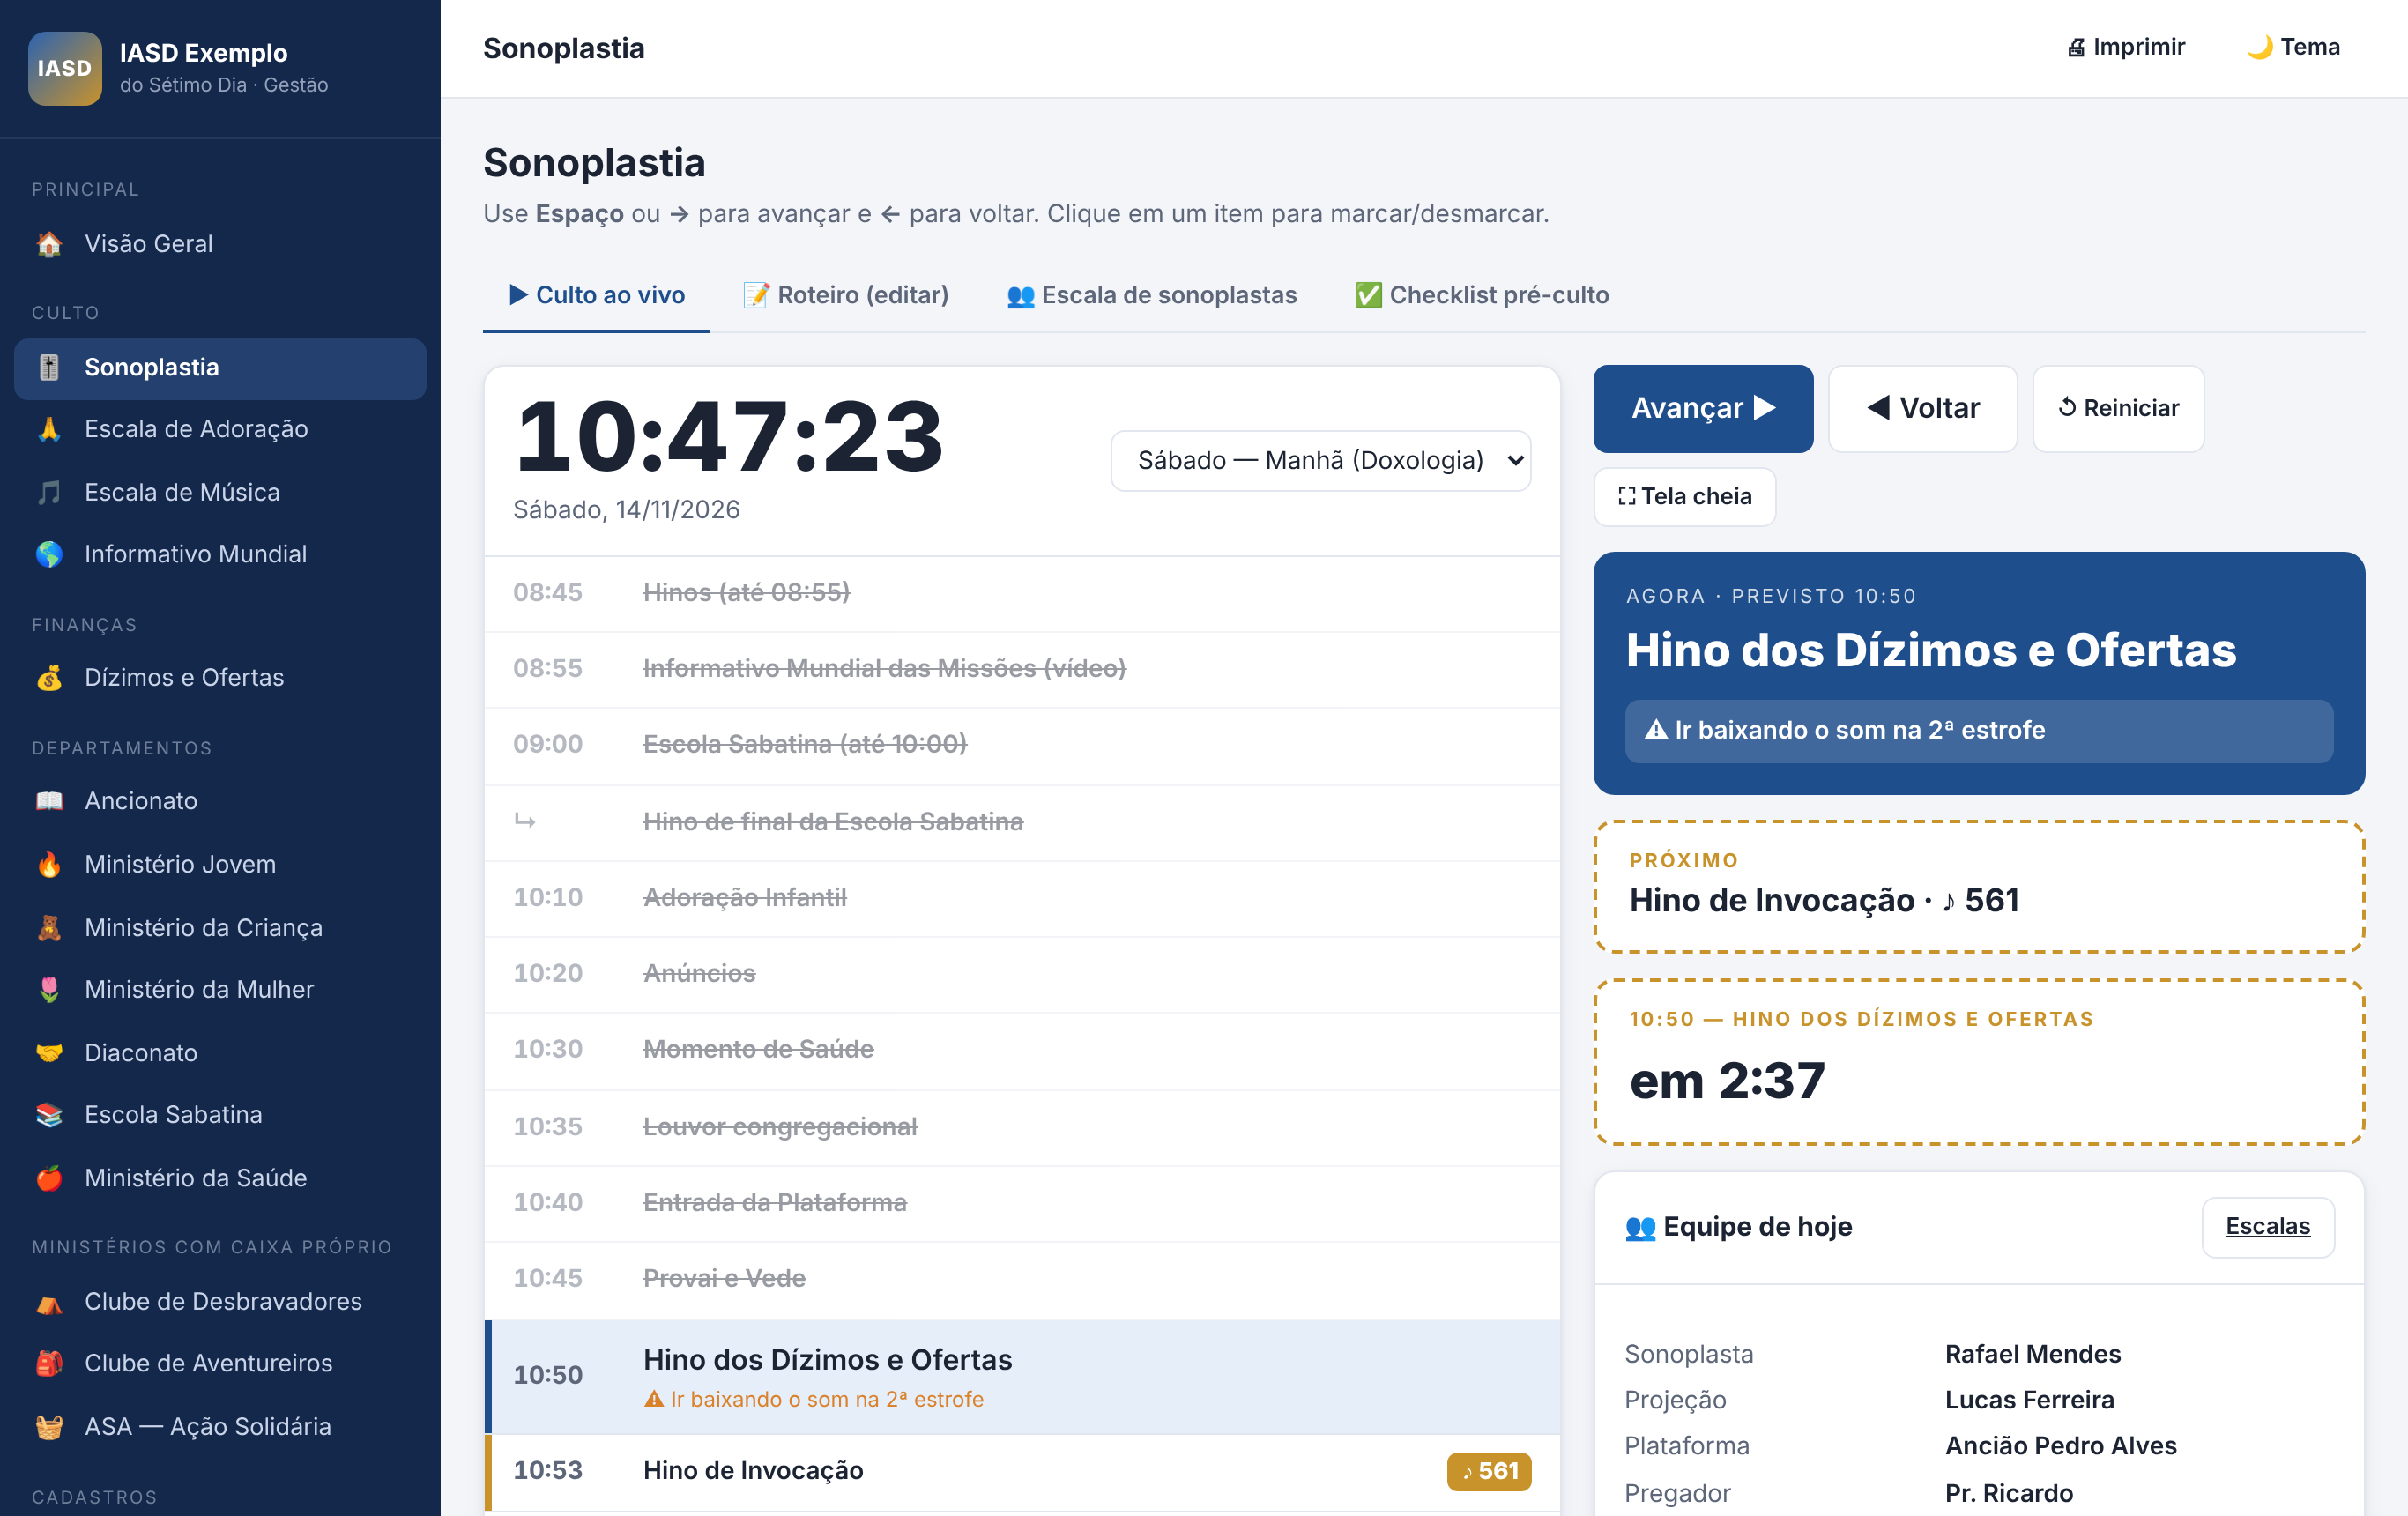 IASD
IASD Exemplo
do Sétimo Dia · Gestão
PRINCIPAL
🏠 Visão Geral
CULTO
🎚️ Sonoplastia
🙏 Escala de Adoração
🎵 Escala de Música
🌎 Informativo Mundial
FINANÇAS
💰 Dízimos e Ofertas
DEPARTAMENTOS
📖 Ancionato
🔥 Ministério Jovem
🧸 Ministério da Criança
🌷 Ministério da Mulher
🤝 Diaconato
📚 Escola Sabatina
🍎 Ministério da Saúde
MINISTÉRIOS COM CAIXA PRÓPRIO
⛺ Clube de Desbravadores
🎒 Clube de Aventureiros
🧺 ASA — Ação Solidária
CADASTROS
Sonoplastia
🖨 Imprimir
🌙 Tema
Sonoplastia
Use Espaço ou → para avançar e ← para voltar. Clique em um item para marcar/desmarcar.
▶ Culto ao vivo
📝 Roteiro (editar)
👥 Escala de sonoplastas
✅ Checklist pré-culto
10:47:23
Sábado, 14/11/2026
Sábado — Manhã (Doxologia)
08:45 Hinos (até 08:55)
08:55 Informativo Mundial das Missões (vídeo)
09:00 Escola Sabatina (até 10:00)
↳ Hino de final da Escola Sabatina
10:10 Adoração Infantil
10:20 Anúncios
10:30 Momento de Saúde
10:35 Louvor congregacional
10:40 Entrada da Plataforma
10:45 Provai e Vede
10:50 Hino dos Dízimos e Ofertas
⚠ Ir baixando o som na 2ª estrofe
10:53 Hino de Invocação ♪ 561
Avançar ▶
◀ Voltar
↺ Reiniciar
⛶ Tela cheia
AGORA · PREVISTO 10:50
Hino dos Dízimos e Ofertas
⚠ Ir baixando o som na 2ª estrofe
PRÓXIMO
Hino de Invocação · ♪ 561
10:50 — HINO DOS DÍZIMOS E OFERTAS
em 2:37
👥 Equipe de hoje
Escalas
Sonoplasta Rafael Mendes
Projeção Lucas Ferreira
Plataforma Ancião Pedro Alves
Pregador Pr. Ricardo